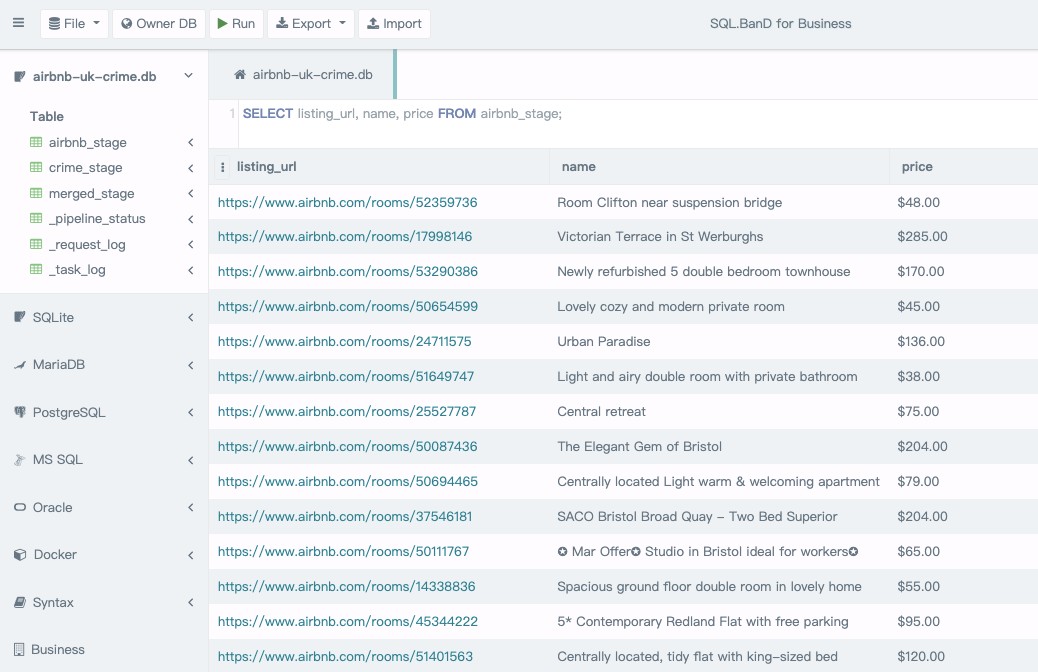 File Owner DB Run Export Import SQL.BanD for Business
airbnb-uk-crime.db
Table
airbnb_stage
crime_stage
merged_stage
_pipeline_status
_request_log
_task_log
SQLite
MariaDB
PostgreSQL
MS SQL
Oracle
Docker
Syntax
Business
airbnb-uk-crime.db
1 SELECT listing_url, name, price FROM airbnb_stage;
listing_url name price
https://www.airbnb.com/rooms/52359736 Room Clifton near suspension bridge $48.00
https://www.airbnb.com/rooms/17998146 Victorian Terrace in St Werburghs $285.00
https://www.airbnb.com/rooms/53290386 Newly refurbished 5 double bedroom townhouse $170.00
https://www.airbnb.com/rooms/50654599 Lovely cozy and modern private room $45.00
https://www.airbnb.com/rooms/24711575 Urban Paradise $136.00
https://www.airbnb.com/rooms/51649747 Light and airy double room with private bathroom $38.00
https://www.airbnb.com/rooms/25527787 Central retreat $75.00
https://www.airbnb.com/rooms/50087436 The Elegant Gem of Bristol $204.00
https://www.airbnb.com/rooms/50694465 Centrally located Light warm & welcoming apartment $79.00
https://www.airbnb.com/rooms/37546181 SACO Bristol Broad Quay - Two Bed Superior $204.00
https://www.airbnb.com/rooms/50111767 ✪ Mar Offer✪ Studio in Bristol ideal for workers✪ $65.00
https://www.airbnb.com/rooms/14338836 Spacious ground floor double room in lovely home $55.00
https://www.airbnb.com/rooms/45344222 5* Contemporary Redland Flat with free parking $95.00
https://www.airbnb.com/rooms/51401563 Centrally located, tidy flat with king-sized bed $120.00